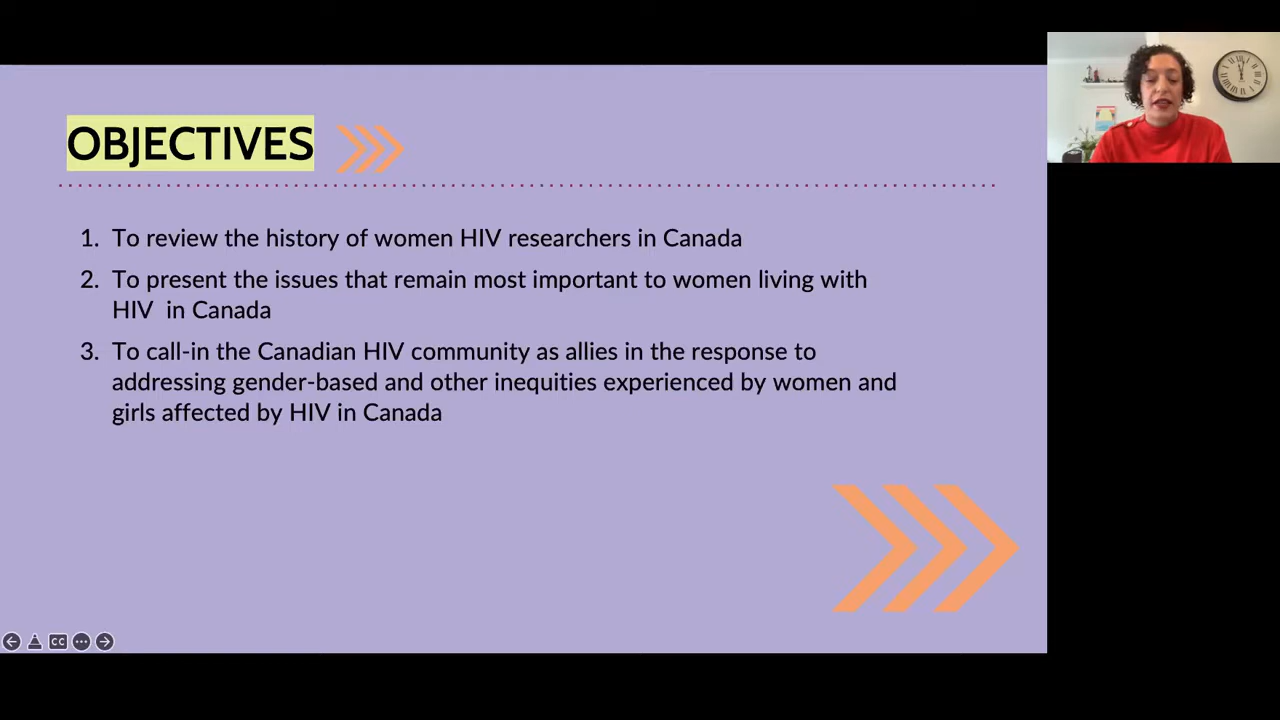 OBJECTIVES
1. To review the history of women HIV researchers in Canada
2. To present the issues that remain most important to women living with
HIV  in Canada
3. To call-in the Canadian HIV community as allies in the response to
addressing gender-based and other inequities experienced by women and
girls affected by HIV in Canada
CC